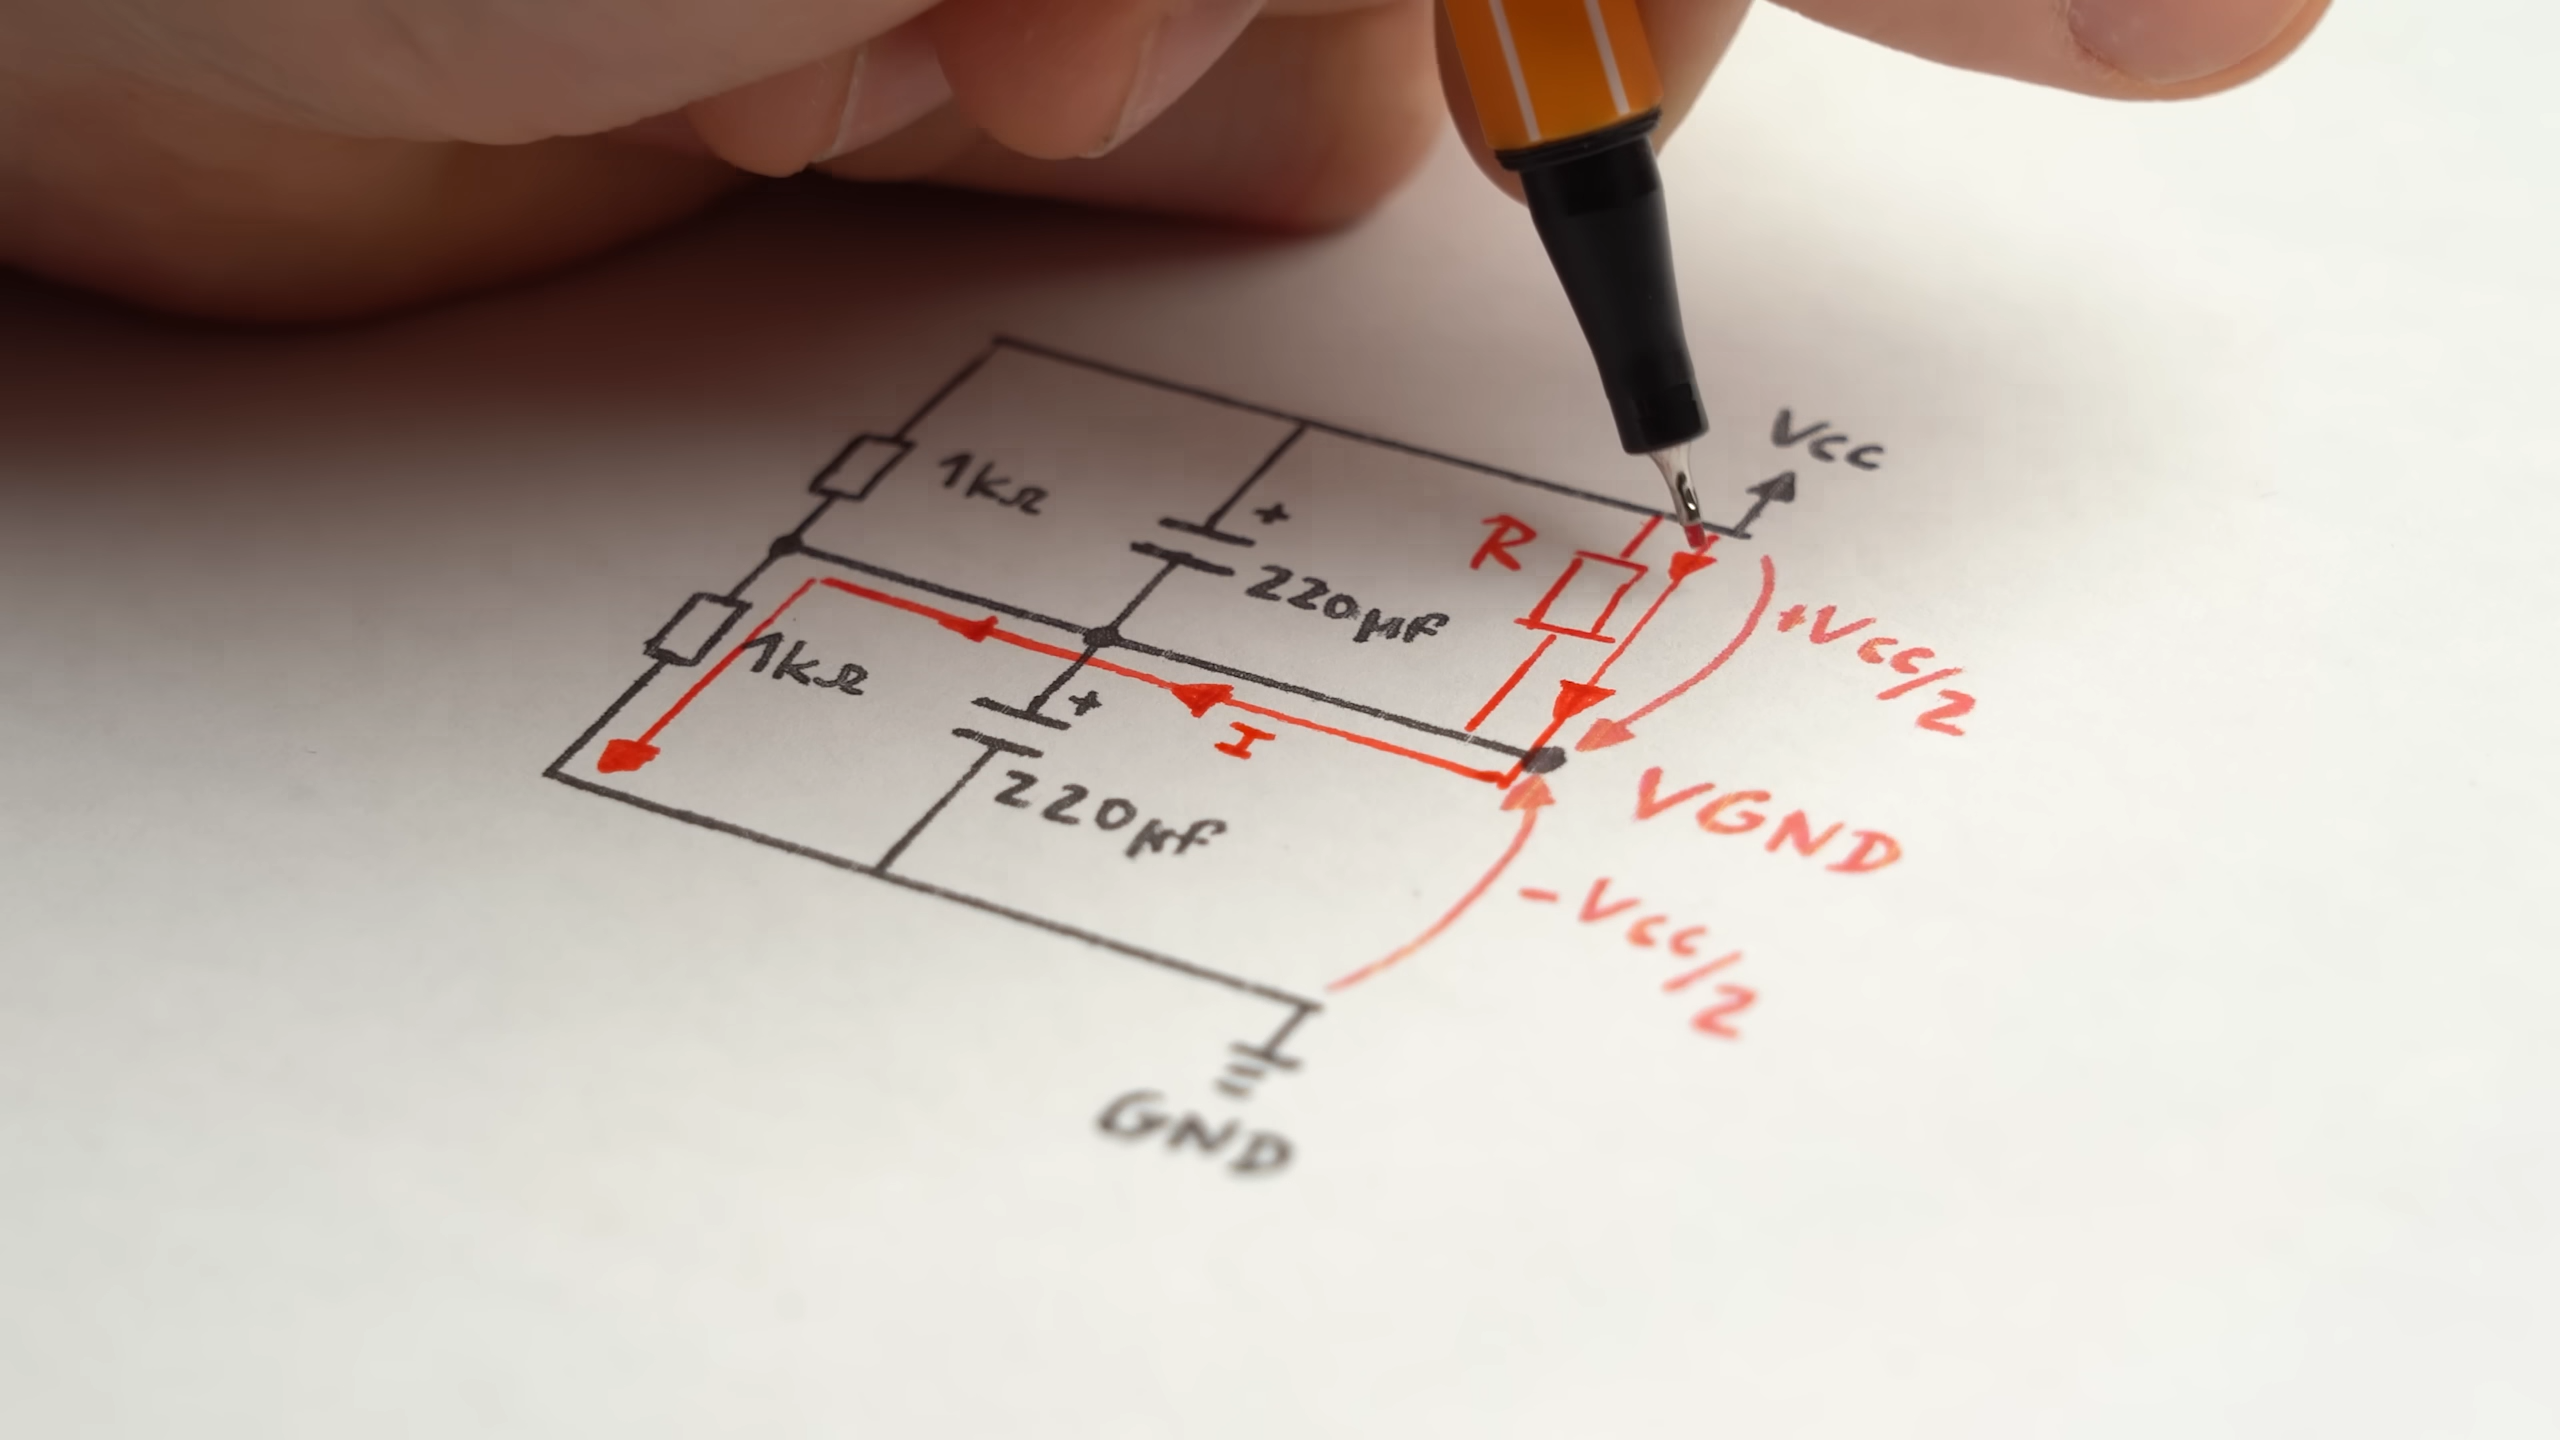 VCC
1kΩ
+
R
220µF
+VCC/2
1kΩ
+
I
220µF
VGND
-VCC/2
GND